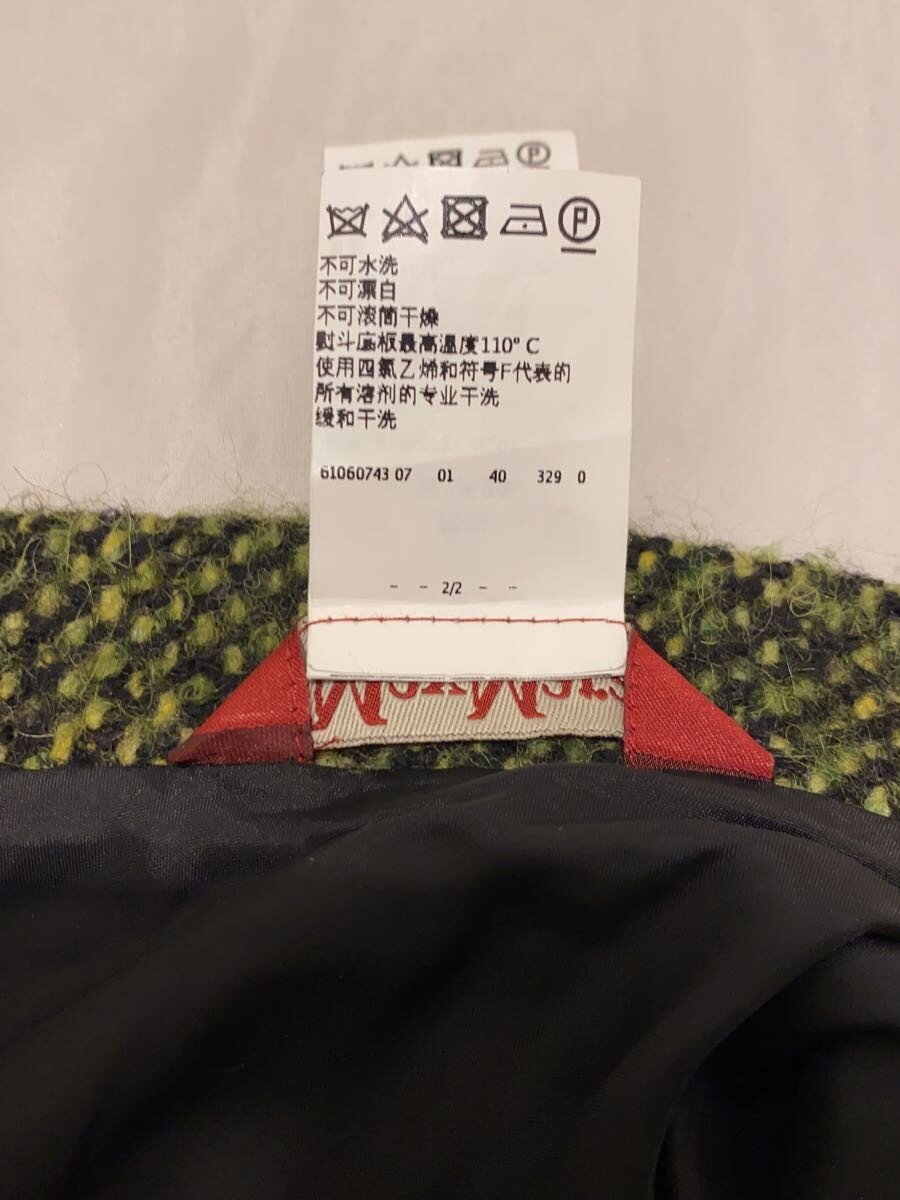 P
P
不可水洗
不可漂白
不可滚筒干燥
熨斗底板最高温度110° C
使用四氯乙烯和符号F代表的
所有溶剂的专业干洗
缓和干洗
61060743 07 01 40 329 0
- - 2/2 - -